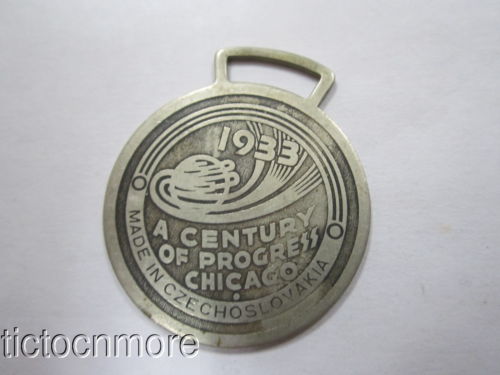 1933
A CENTURY
OF PROGRESS
CHICAGO
MADE IN CZECHOSLOVAKIA
tictocnmore